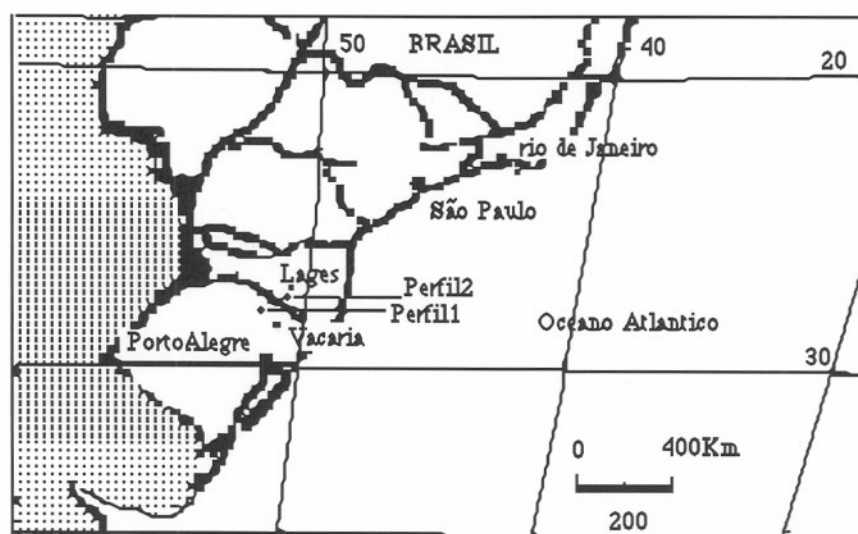 50
BRASIL
40
20
rio de Janeiro
São Paulo
Lages
Perfil2
Perfil1
Oceano Atlantico
PortoAlegre
Vacaria
30
0
400Km
200